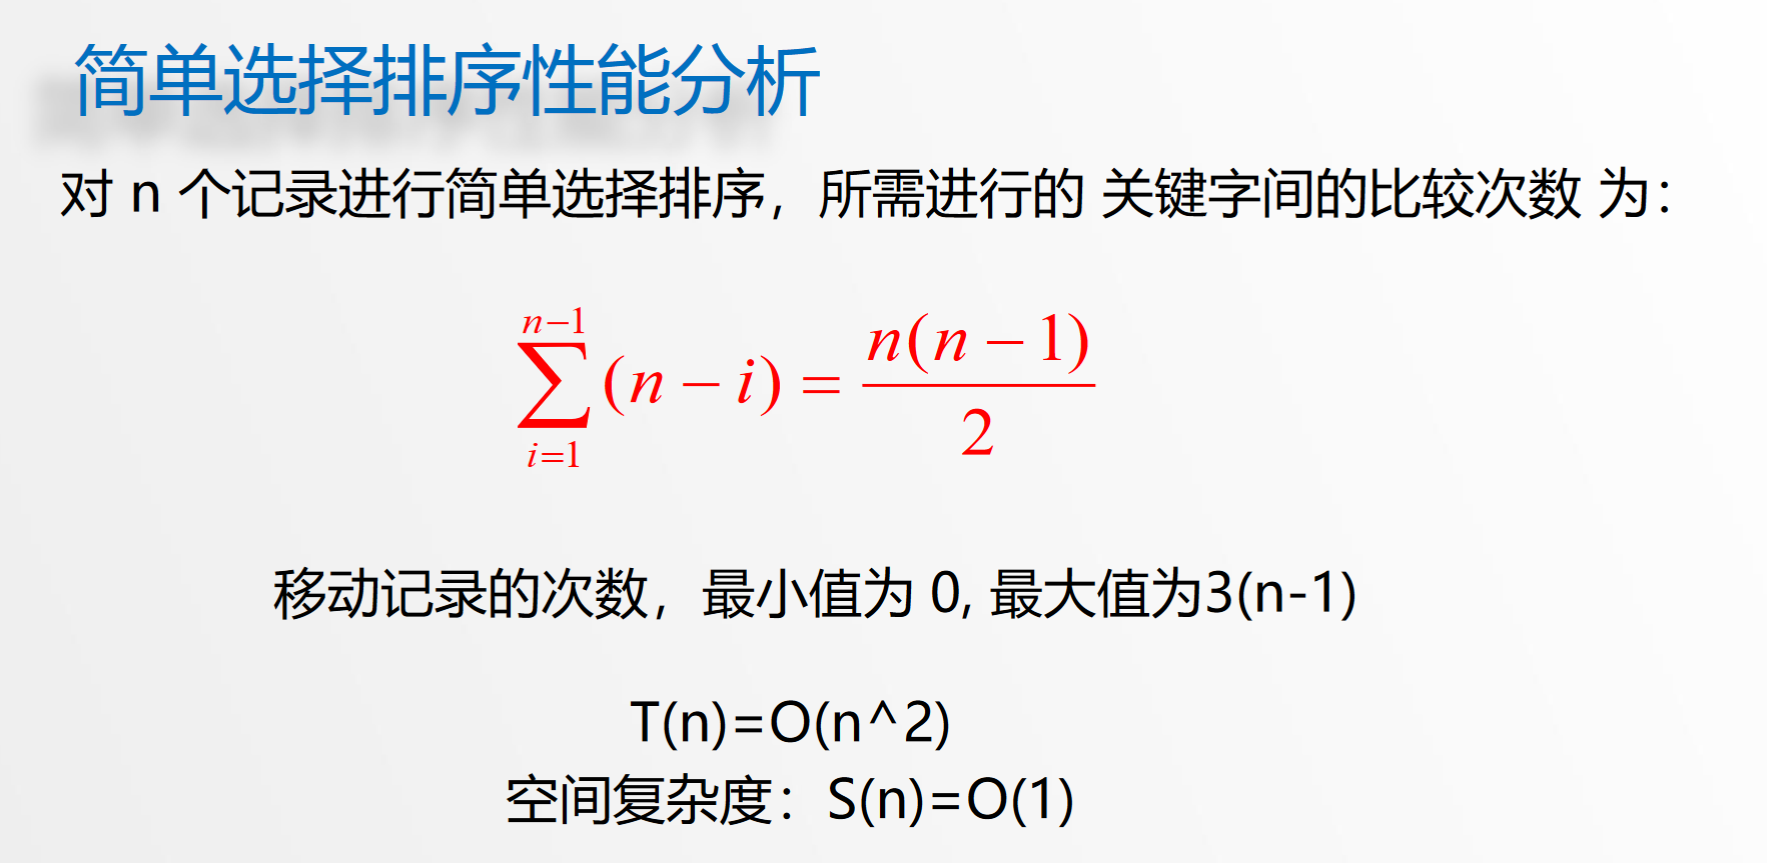 简单选择排序性能分析
对 n 个记录进行简单选择排序，所需进行的 关键字间的比较次数 为：
\sum_{i=1}^{n-1}(n-i)=\frac{n(n-1)}{2}
移动记录的次数，最小值为 0, 最大值为3(n-1)
T(n)=O(n^2)
空间复杂度：S(n)=O(1)